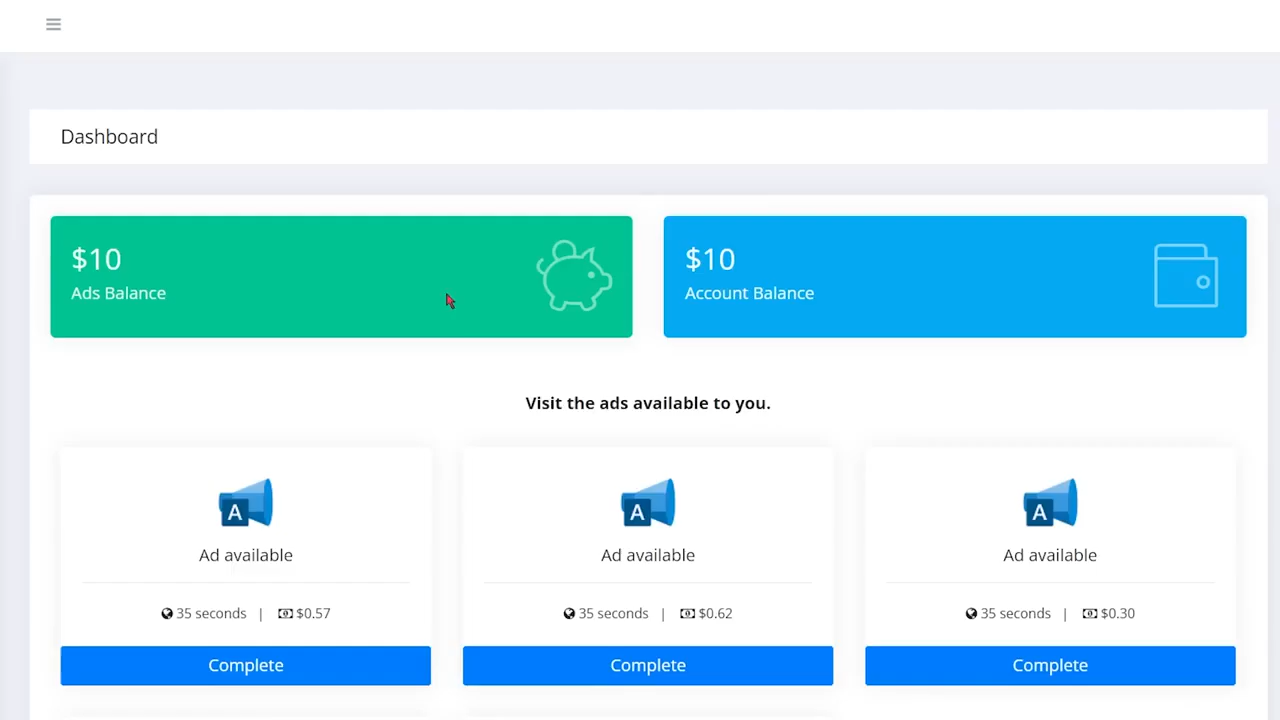 Dashboard
$10
Ads Balance
$10
Account Balance
Visit the ads available to you.
A
Ad available
35 seconds | $0.57
Complete
A
Ad available
35 seconds | $0.62
Complete
A
Ad available
35 seconds | $0.30
Complete